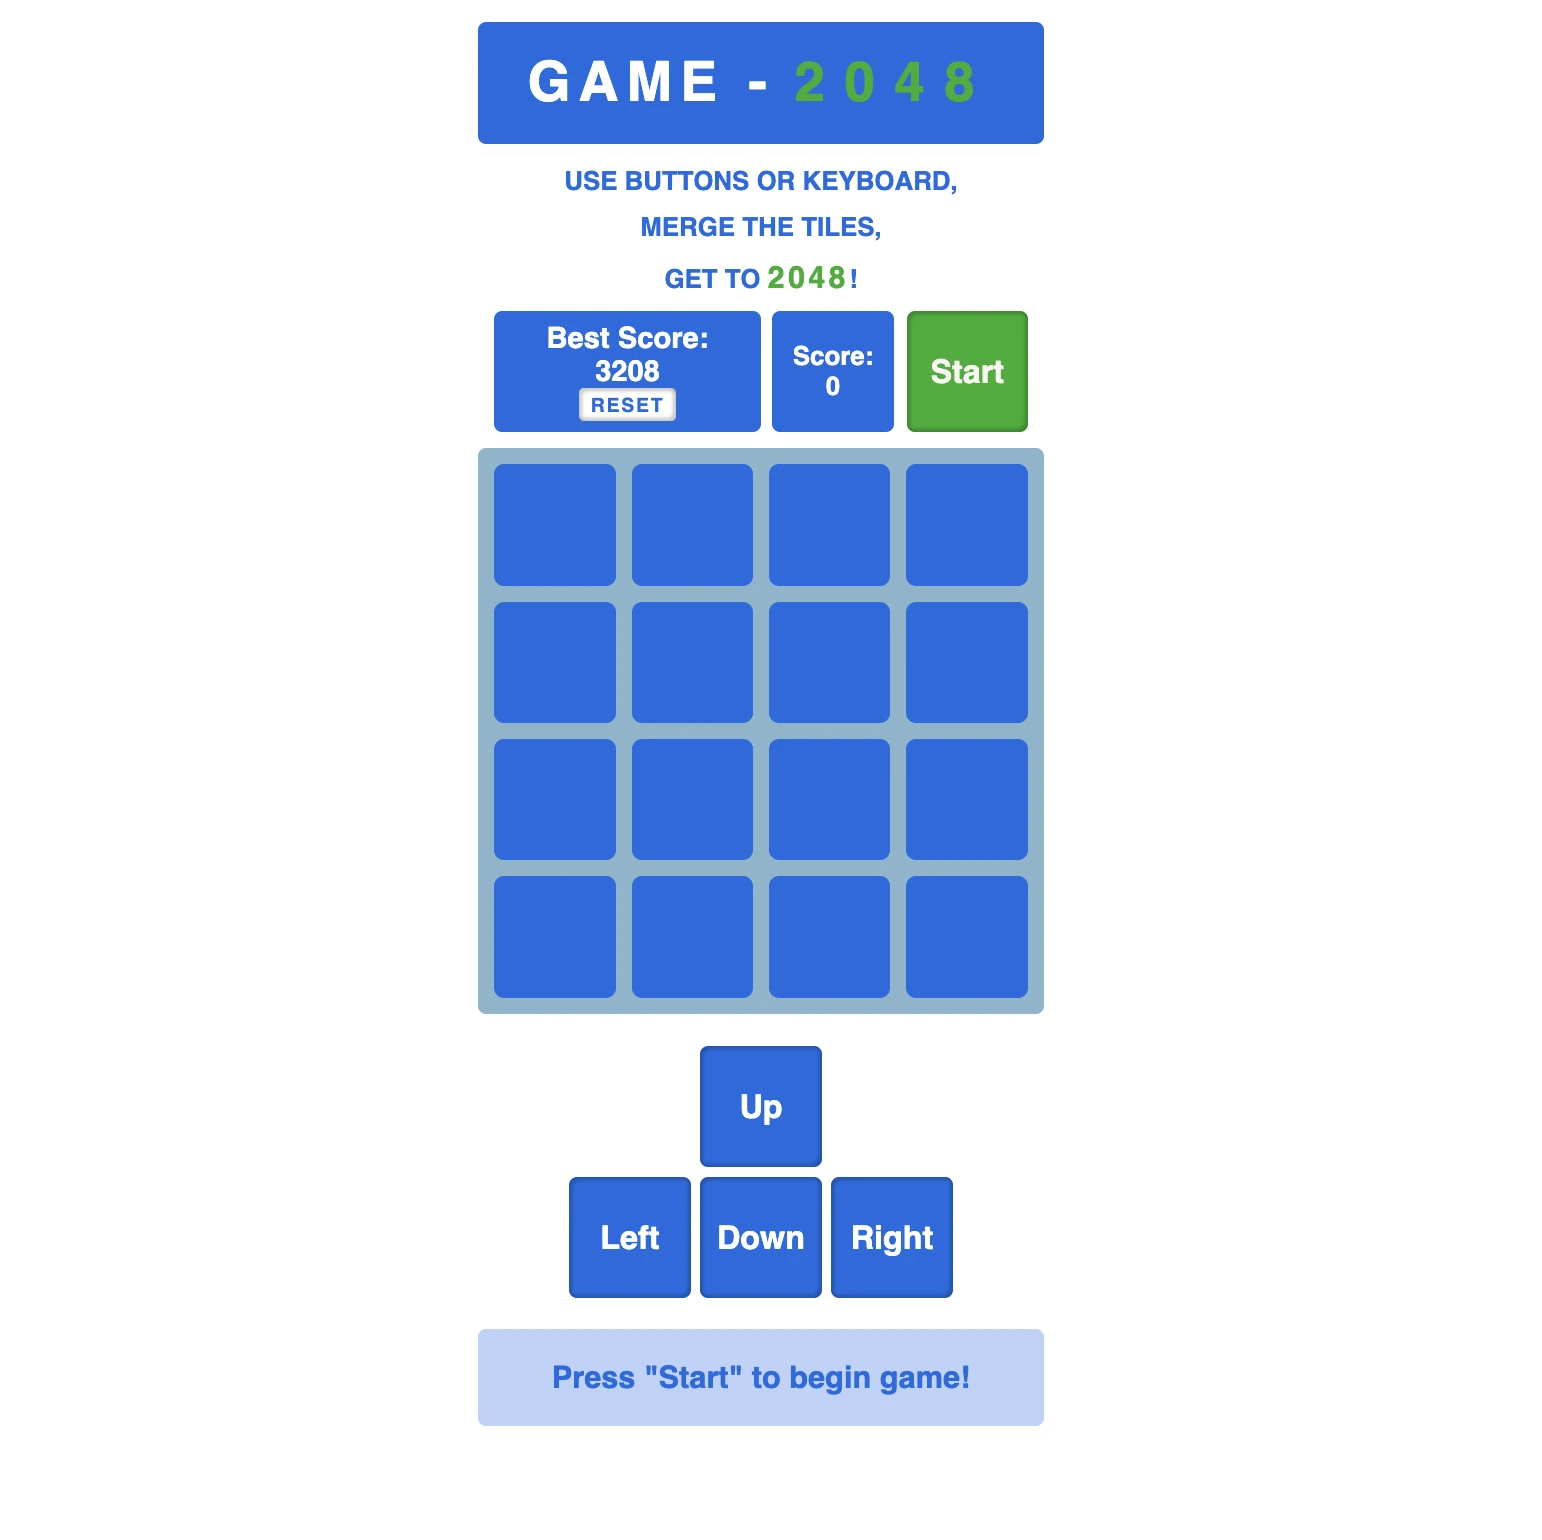 GAME - 2048
USE BUTTONS OR KEYBOARD,
MERGE THE TILES,
GET TO 2048!
Best Score:
3208
RESET
Score:
0
Start
Up
Left
Down
Right
Press "Start" to begin game!